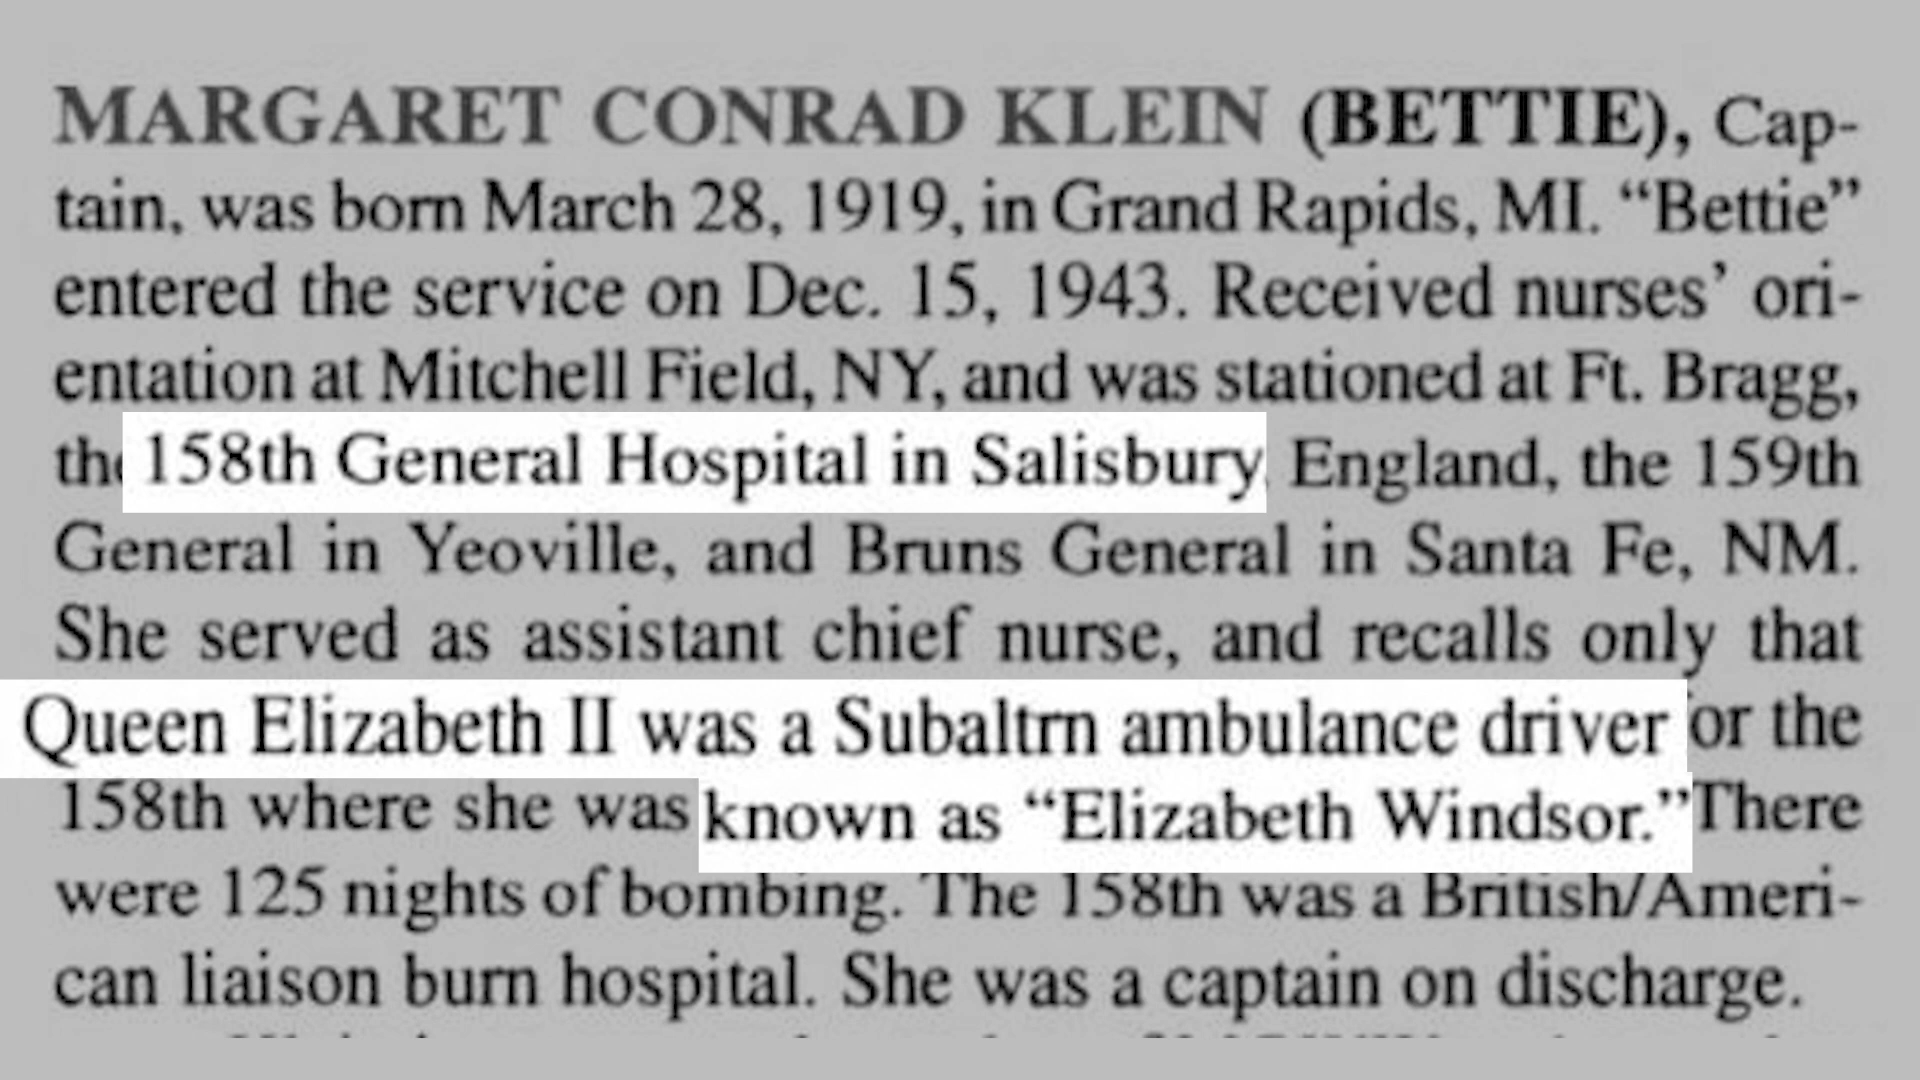 MARGARET CONRAD KLEIN (BETTIE), Cap-
tain, was born March 28, 1919, in Grand Rapids, MI. “Bettie”
entered the service on Dec. 15, 1943. Received nurses’ ori-
entation at Mitchell Field, NY, and was stationed at Ft. Bragg,
the 158th General Hospital in Salisbury, England, the 159th
General in Yeoville, and Bruns General in Santa Fe, NM.
She served as assistant chief nurse, and recalls only that
Queen Elizabeth II was a Subaltrn ambulance driver or the
158th where she was known as “Elizabeth Windsor.” There
were 125 nights of bombing. The 158th was a British/Ameri-
can liaison burn hospital. She was a captain on discharge.